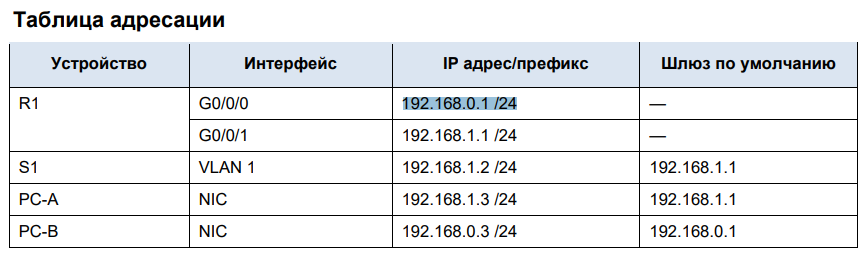 Таблица адресации
Устройство Интерфейс IP адрес/префикс Шлюз по умолчанию
R1 G0/0/0 192.168.0.1 /24 —
G0/0/1 192.168.1.1 /24 —
S1 VLAN 1 192.168.1.2 /24 192.168.1.1
PC-A NIC 192.168.1.3 /24 192.168.1.1
PC-B NIC 192.168.0.3 /24 192.168.0.1